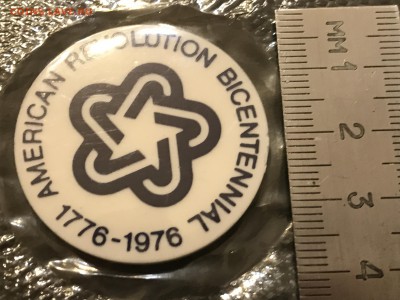 AMERICAN REVOLUTION BICENTENNIAL
1776-1976
MM 1
2
3
4